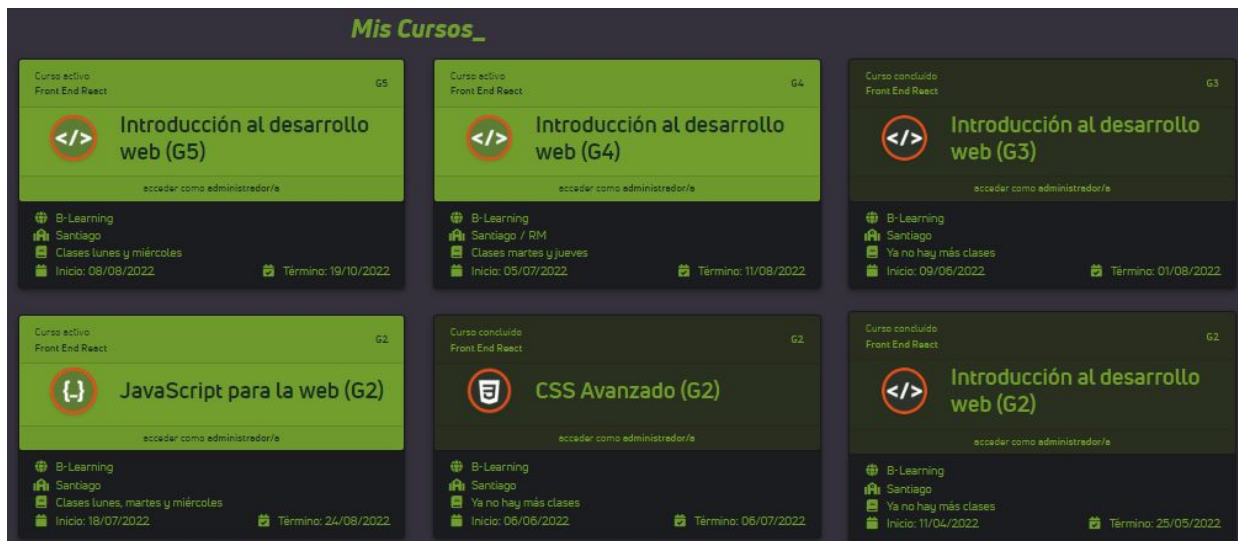 Mis Cursos_
Curso activo
Front End React
G5
Introducción al desarrollo
web (G5)
acceder como administrador/a
B-Learning
Santiago
Clases lunes y miércoles
Inicio: 08/08/2022
Término: 19/10/2022
Curso activo
Front End React
G4
Introducción al desarrollo
web (G4)
acceder como administrador/a
B-Learning
Santiago / RM
Clases martes y jueves
Inicio: 05/07/2022
Término: 11/08/2022
Curso concluido
Front End React
G3
Introducción al desarrollo
web (G3)
acceder como administrador/a
B-Learning
Santiago
Ya no hay más clases
Inicio: 09/06/2022
Término: 01/08/2022
Curso activo
Front End React
G2
JavaScript para la web (G2)
acceder como administrador/a
B-Learning
Santiago
Clases lunes, martes y miércoles
Inicio: 18/07/2022
Término: 24/08/2022
Curso concluido
Front End React
G2
CSS Avanzado (G2)
acceder como administrador/a
B-Learning
Santiago
Ya no hay más clases
Inicio: 06/06/2022
Término: 06/07/2022
Curso concluido
Front End React
G2
Introducción al desarrollo
web (G2)
acceder como administrador/a
B-Learning
Santiago
Ya no hay más clases
Inicio: 11/04/2022
Término: 25/05/2022